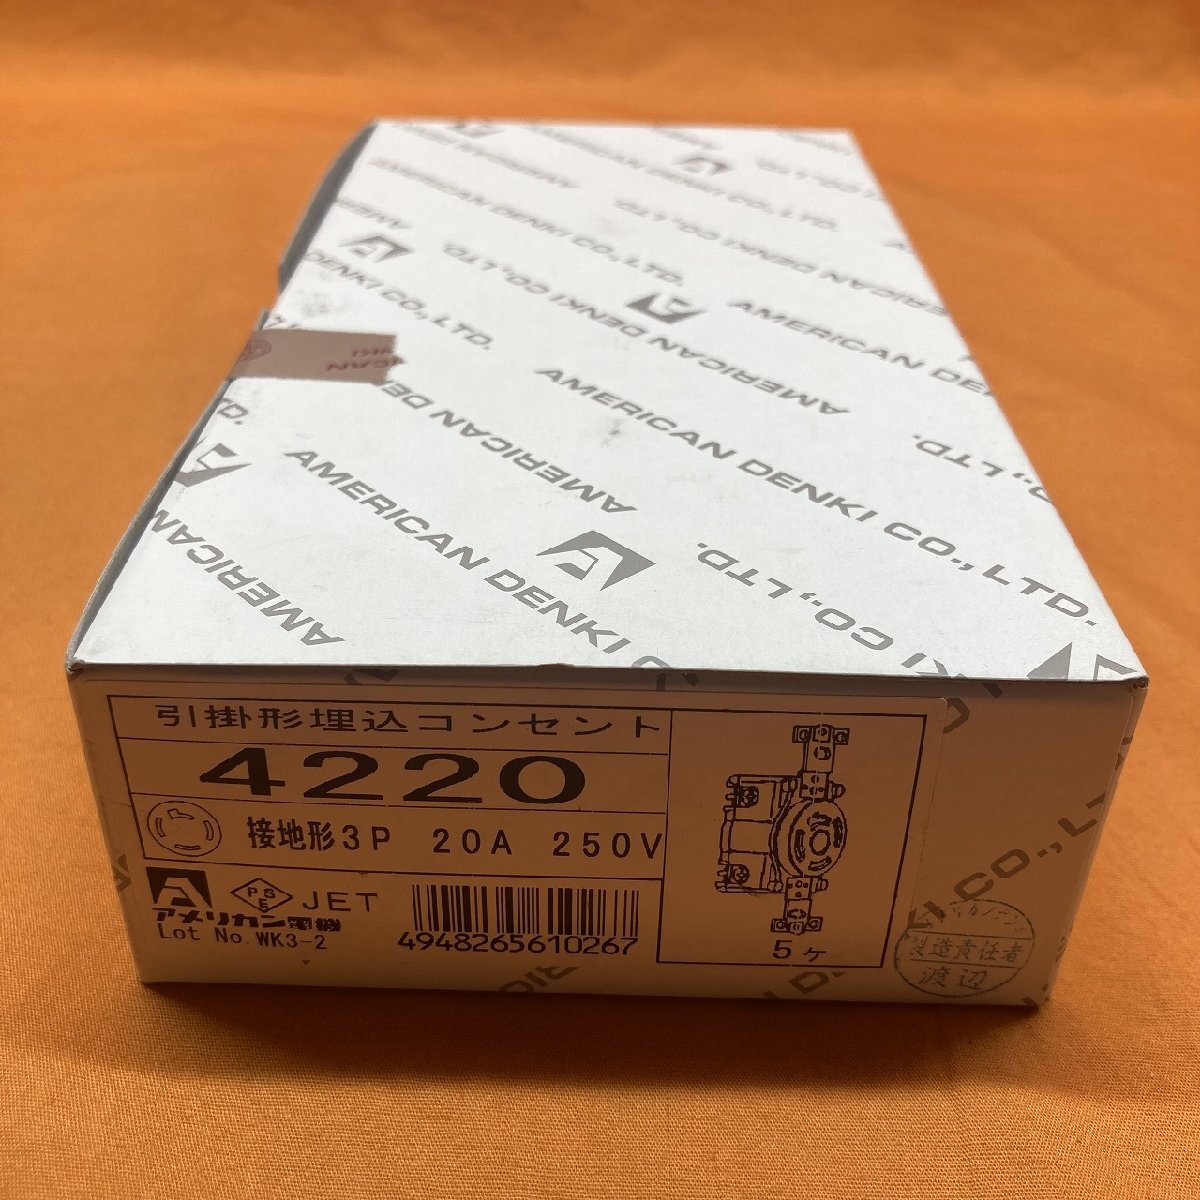 AMERICAN DENKI CO., LTD.
AMERICAN DENKI CO., LTD.
AMERICAN DENKI CO., LTD.
AMERICAN DENKI CO., LTD.
AMERICAN DENKI
AMERICAN
引掛形埋込コンセント
4220
接地形3P 20A 250V
PSE JET
アメリカン電機
Lot No. WK3-2
4948265610267
5ヶ
製造責任者
渡辺